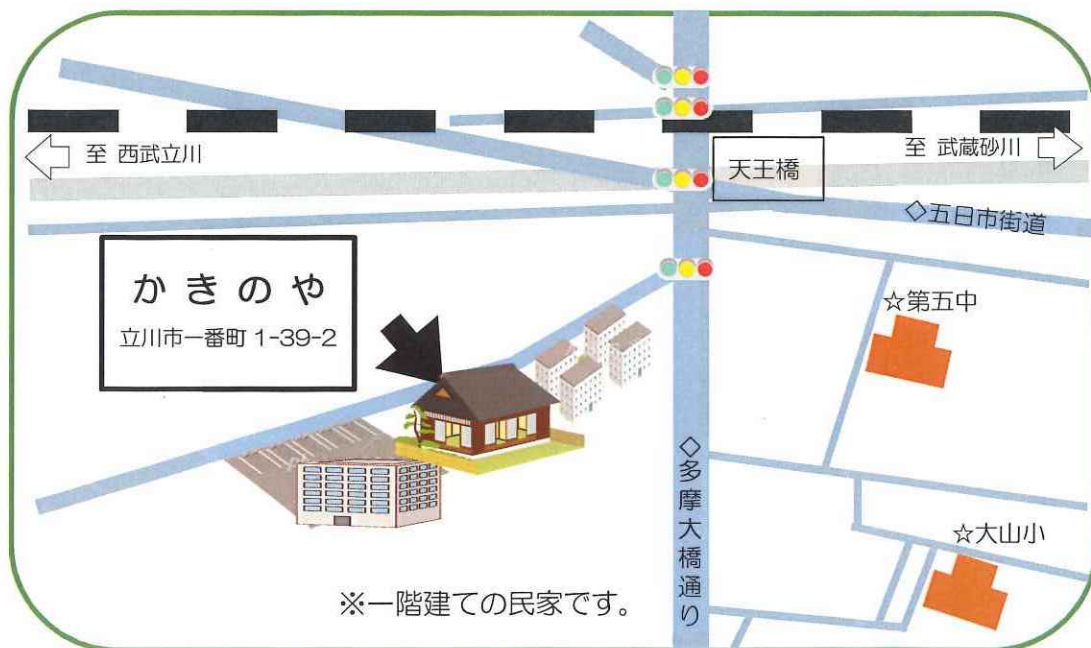 至 西武立川
至 武蔵砂川
天王橋
◇五日市街道
かきのや
立川市一番町 1-39-2
☆第五中
◇多摩大橋通り
☆大山小
※一階建ての民家です。